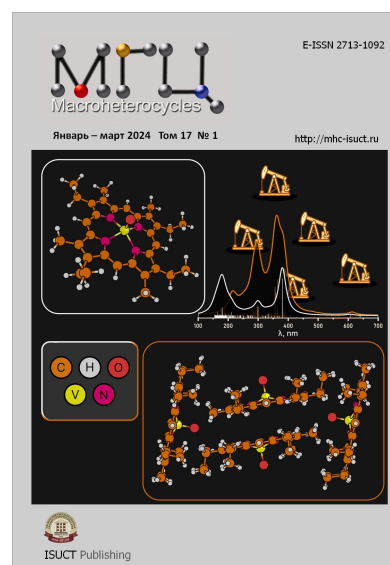 E-ISSN 2713-1092
МГЦ
Macroheterocycles
Январь – март 2024 Том 17 № 1
http://mhc-isuct.ru
100 200 300 400 500 600 700
λ, nm
C H O
V N
ISUCT Publishing